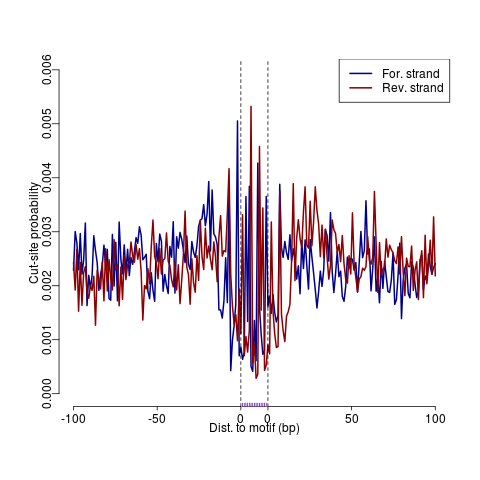 0.006
0.005
0.004
0.003
0.002
0.001
0.000
Cut-site probability
For. strand
Rev. strand
-100 -50 0 0 50 100
Dist. to motif (bp)